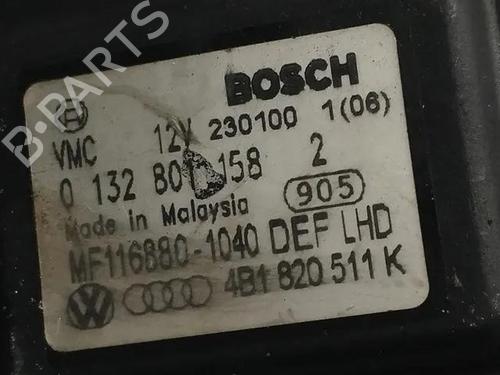 BOSCH
VMC 12V 230100 1(06)
0 132 801 158 2
Made in Malaysia 905
MF116880-1040 DEF LHD
4B1 820 511 K
B-PARTS